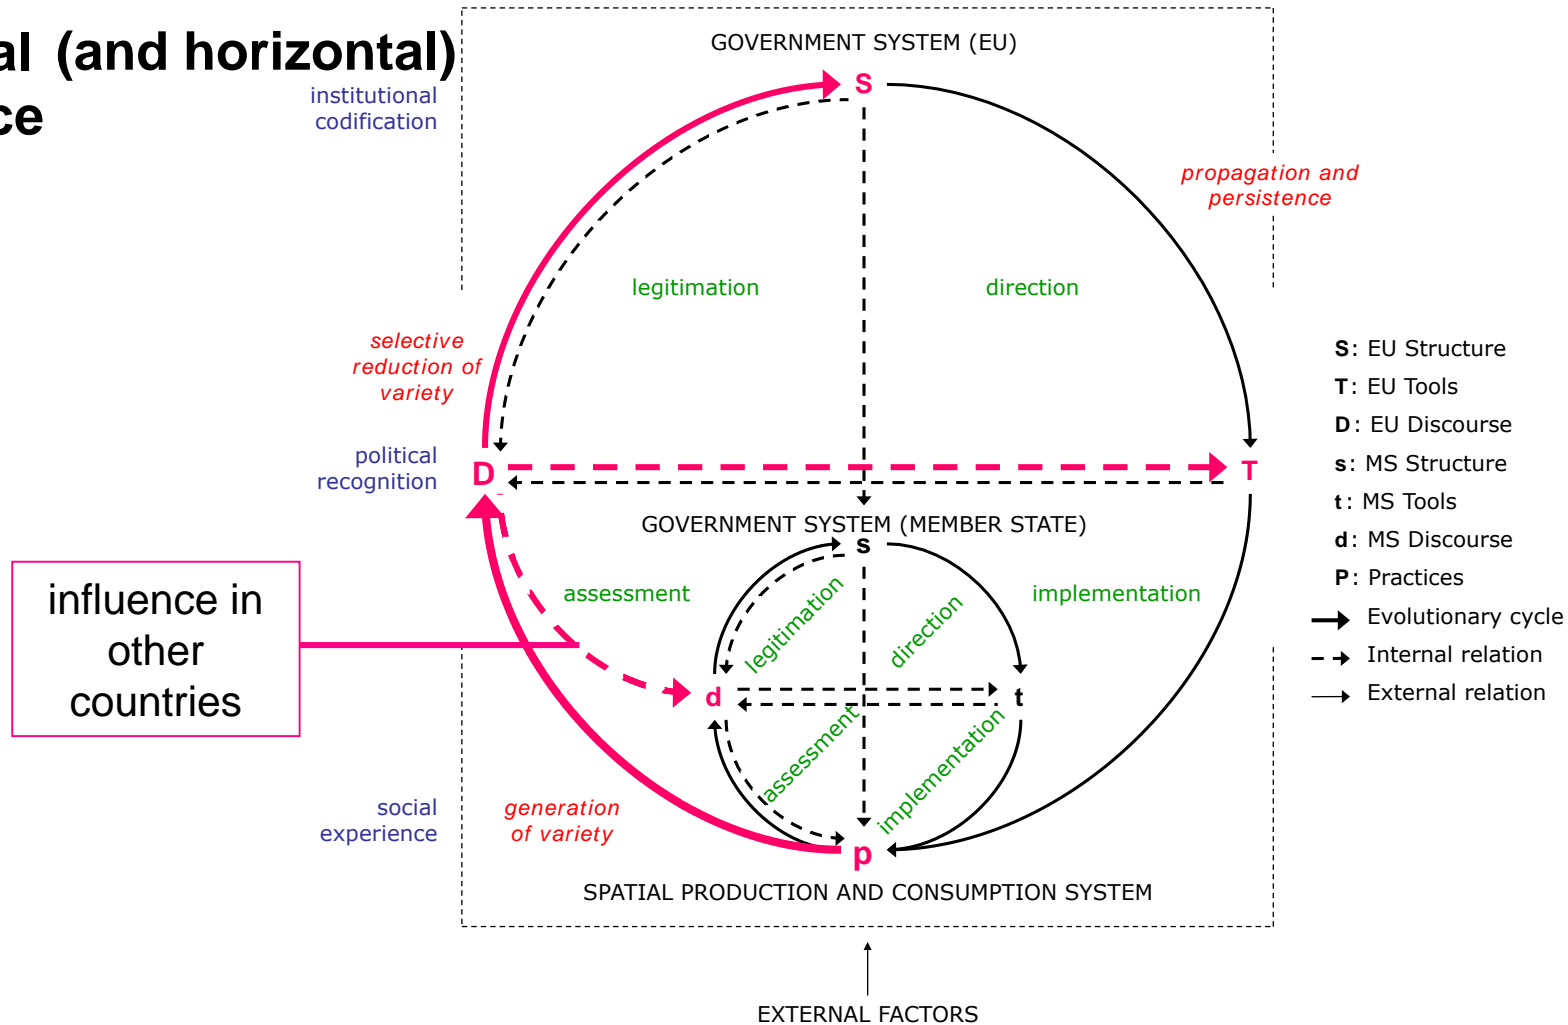 al (and horizontal)
ce
GOVERNMENT SYSTEM (EU)
institutional
codification
S
propagation and
persistence
legitimation
direction
selective
reduction of
variety
political
recognition
D
T
GOVERNMENT SYSTEM (MEMBER STATE)
s
assessment
implementation
legitimation
direction
d
t
assessment
implementation
influence in
other
countries
social
experience
generation
of variety
p
SPATIAL PRODUCTION AND CONSUMPTION SYSTEM
EXTERNAL FACTORS
S: EU Structure
T: EU Tools
D: EU Discourse
s: MS Structure
t: MS Tools
d: MS Discourse
P: Practices
Evolutionary cycle
Internal relation
External relation